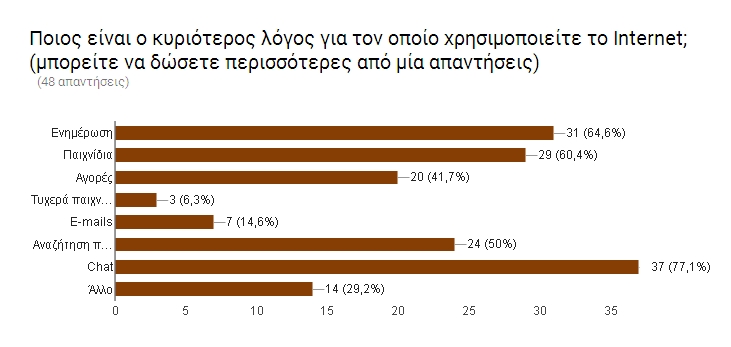 Ποιος είναι ο κυριότερος λόγος για τον οποίο χρησιμοποιείτε το Internet;
(μπορείτε να δώσετε περισσότερες από μία απαντήσεις)
(48 απαντήσεις)
Ενημέρωση 31 (64,6%)
Παιχνίδια 29 (60,4%)
Αγορές 20 (41,7%)
Τυχερά παιχν... 3 (6,3%)
E-mails 7 (14,6%)
Αναζήτηση π... 24 (50%)
Chat 37 (77,1%)
Άλλο 14 (29,2%)
0 5 10 15 20 25 30 35